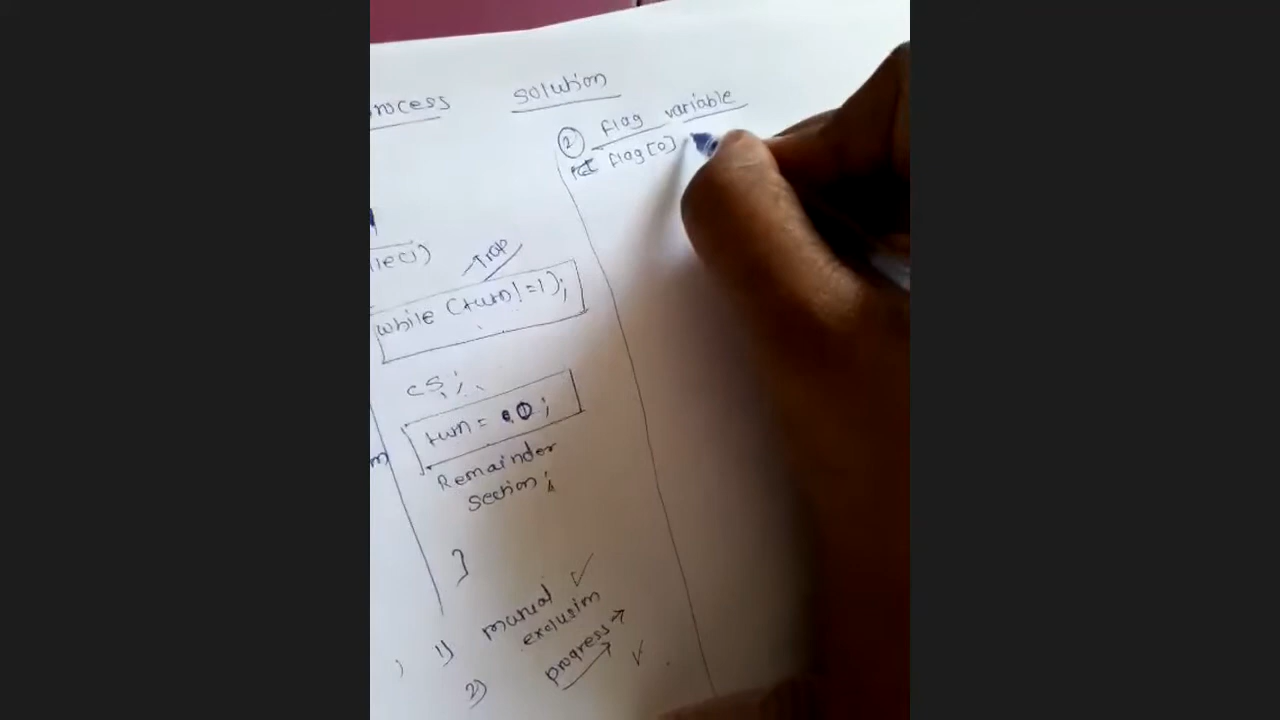 process solution
② flag variable
flag[0]
Trap
while (turn!=1);
CS;
turn = 0;
Remainder
section;
}
1) mutual
exclusion
2) progress →